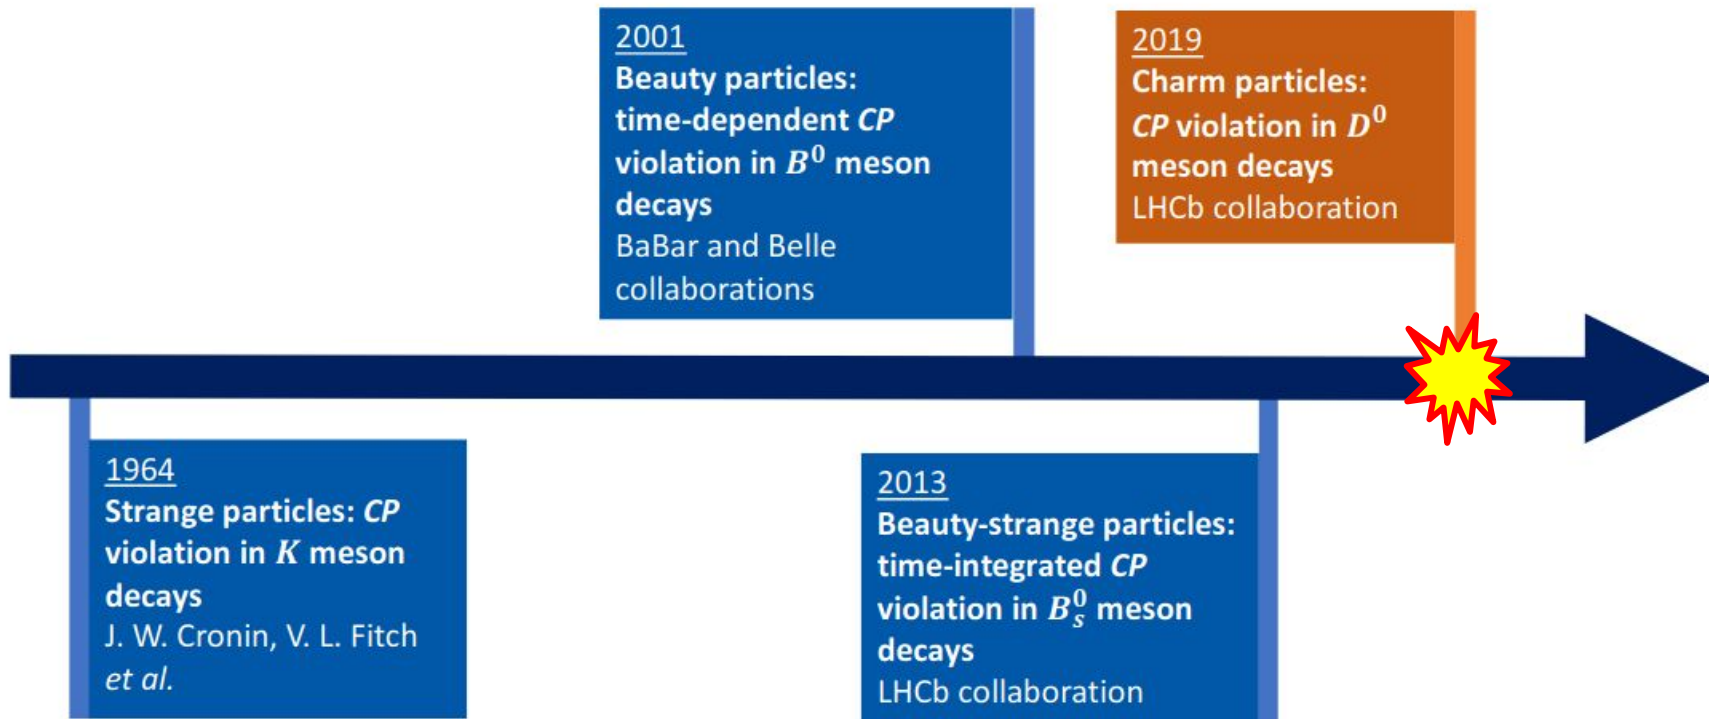 2001
Beauty particles:
time-dependent CP
violation in B⁰ meson
decays
BaBar and Belle
collaborations
2019
Charm particles:
CP violation in D⁰
meson decays
LHCb collaboration
1964
Strange particles: CP
violation in K meson
decays
J. W. Cronin, V. L. Fitch
et al.
2013
Beauty-strange particles:
time-integrated CP
violation in B⁰ₛ meson
decays
LHCb collaboration